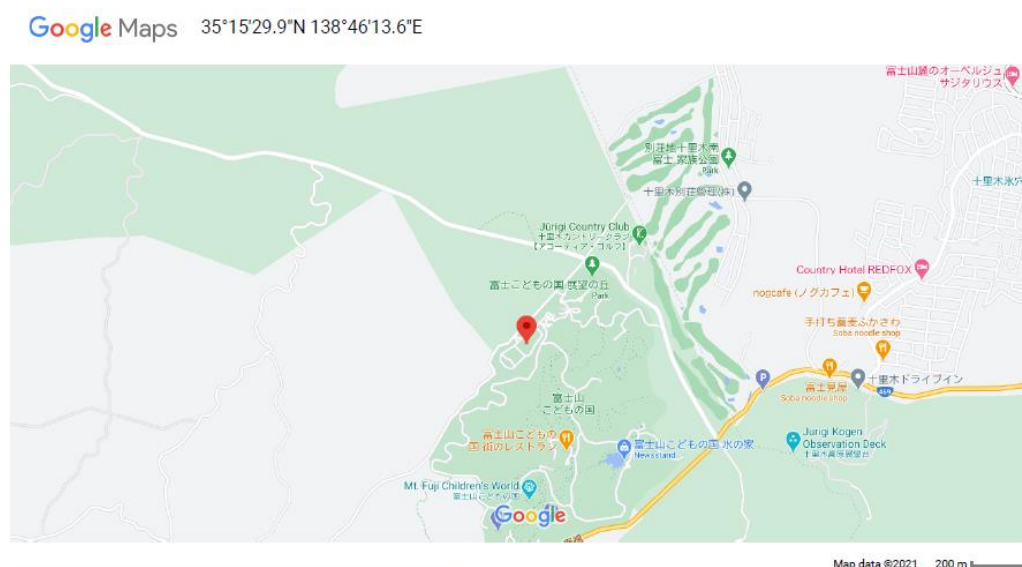 Google Maps 35°15'29.9"N 138°46'13.6"E
富士山麓のオーベルジュ
サジタリウス
別荘地十里木南
富士 家族公園
Park
十里木別荘管理(株)
十里木氷穴
Jūrigi Country Club
十里木カントリークラブ
【アコーディア・ゴルフ】
富士こどもの国 展望の丘
Park
Country Hotel REDFOX
nogcafe (ノグカフェ)
手打ち蕎麦ふかさわ
Soba noodle shop
富士見屋
Soba noodle shop
十里木ドライブイン
469
P
富士山
こどもの国
富士山こどもの
国 街のレストラン
富士山こどもの国 水の家
Newsstand
Jurigi Kogen
Observation Deck
十里木高原展望台
Mt. Fuji Children's World
富士山こどもの国
Google
Map data ©2021 200 m